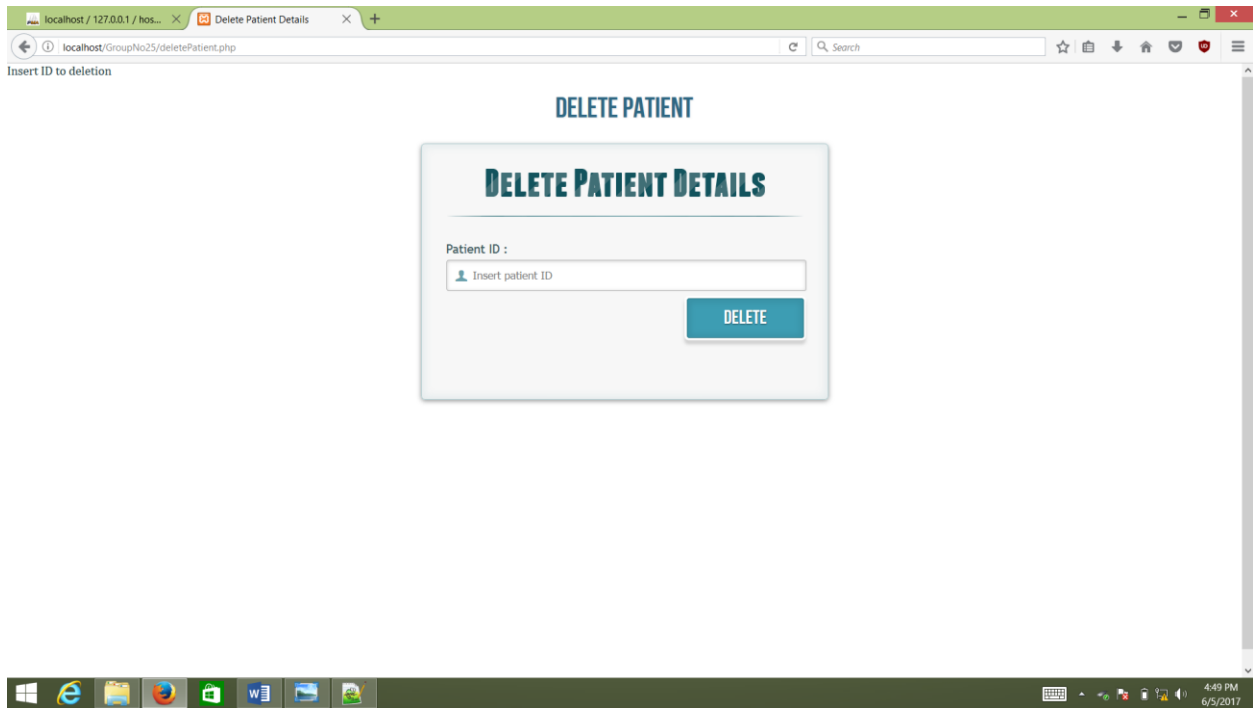 localhost / 127.0.0.1 / hos...
Delete Patient Details
localhost/GroupNo25/deletePatient.php
Search
Insert ID to deletion
DELETE PATIENT
DELETE PATIENT DETAILS
Patient ID :
Insert patient ID
DELETE
4:49 PM
6/5/2017